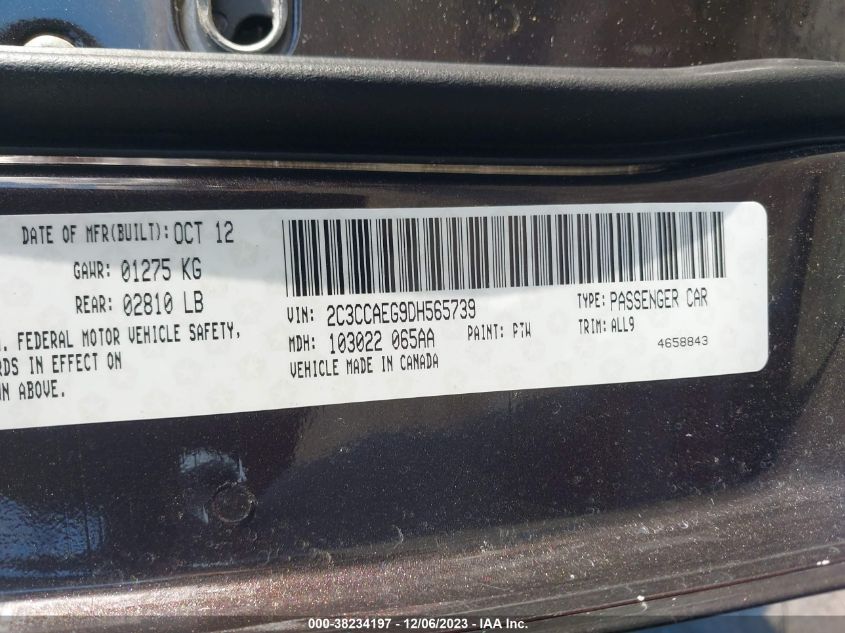 DATE OF MFR(BUILT): OCT 12
GAWR: 01275 KG
REAR: 02810 LB
FEDERAL MOTOR VEHICLE SAFETY,
IN EFFECT ON
ABOVE.
VIN: 2C3CCAEG9DH565739
TYPE: PASSENGER CAR
MDH: 103022 065AA
PAINT: PTW
TRIM: ALL9
VEHICLE MADE IN CANADA
4658843
000-38234197 - 12/06/2023 - IAA Inc.